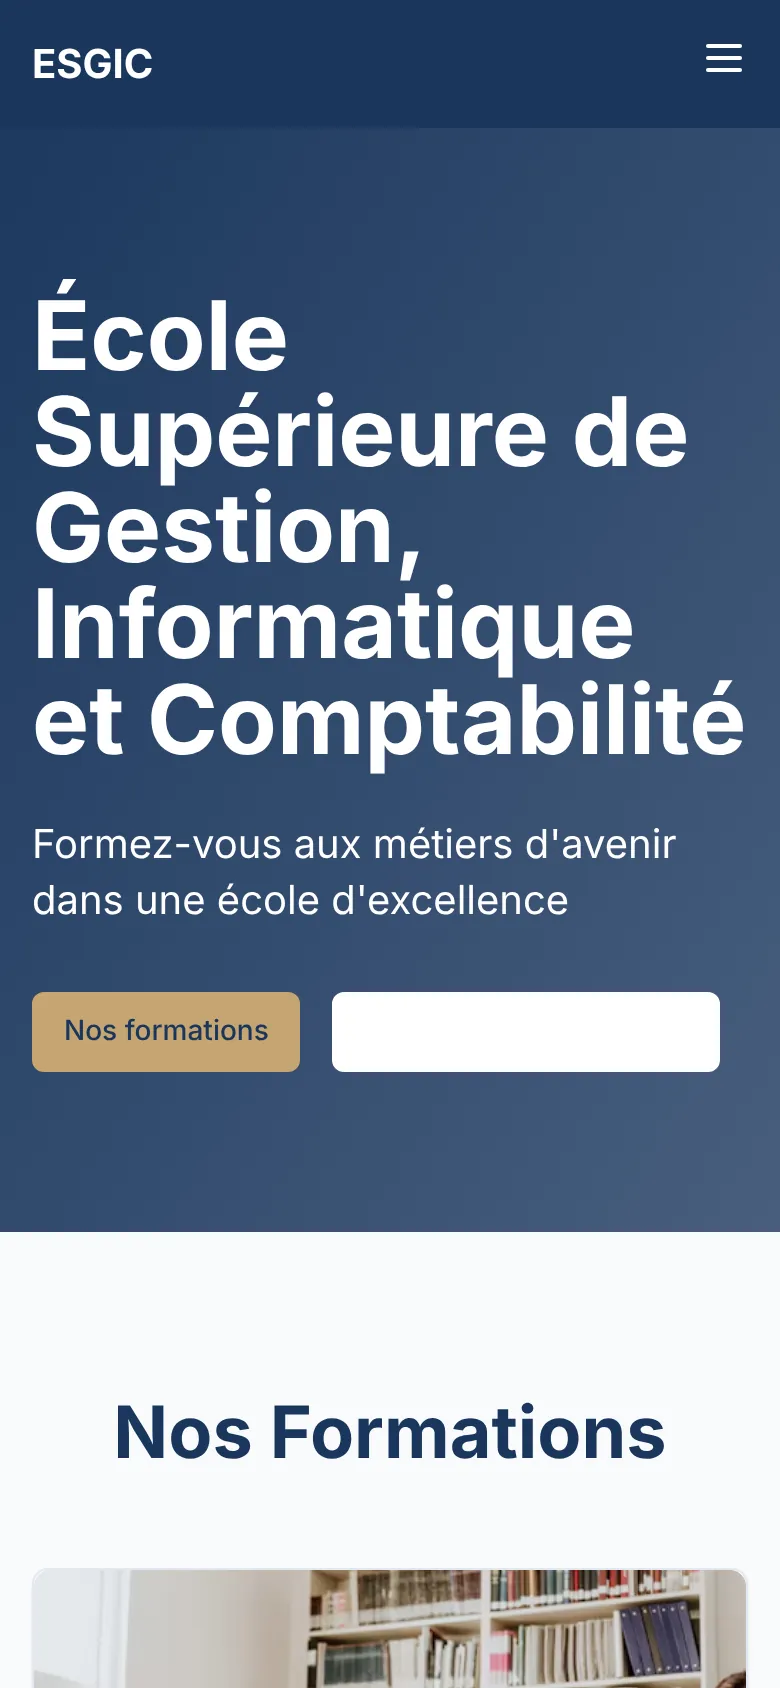 ESGIC
École
Supérieure de
Gestion,
Informatique
et Comptabilité
Formez-vous aux métiers d'avenir
dans une école d'excellence
Nos formations
Nos Formations